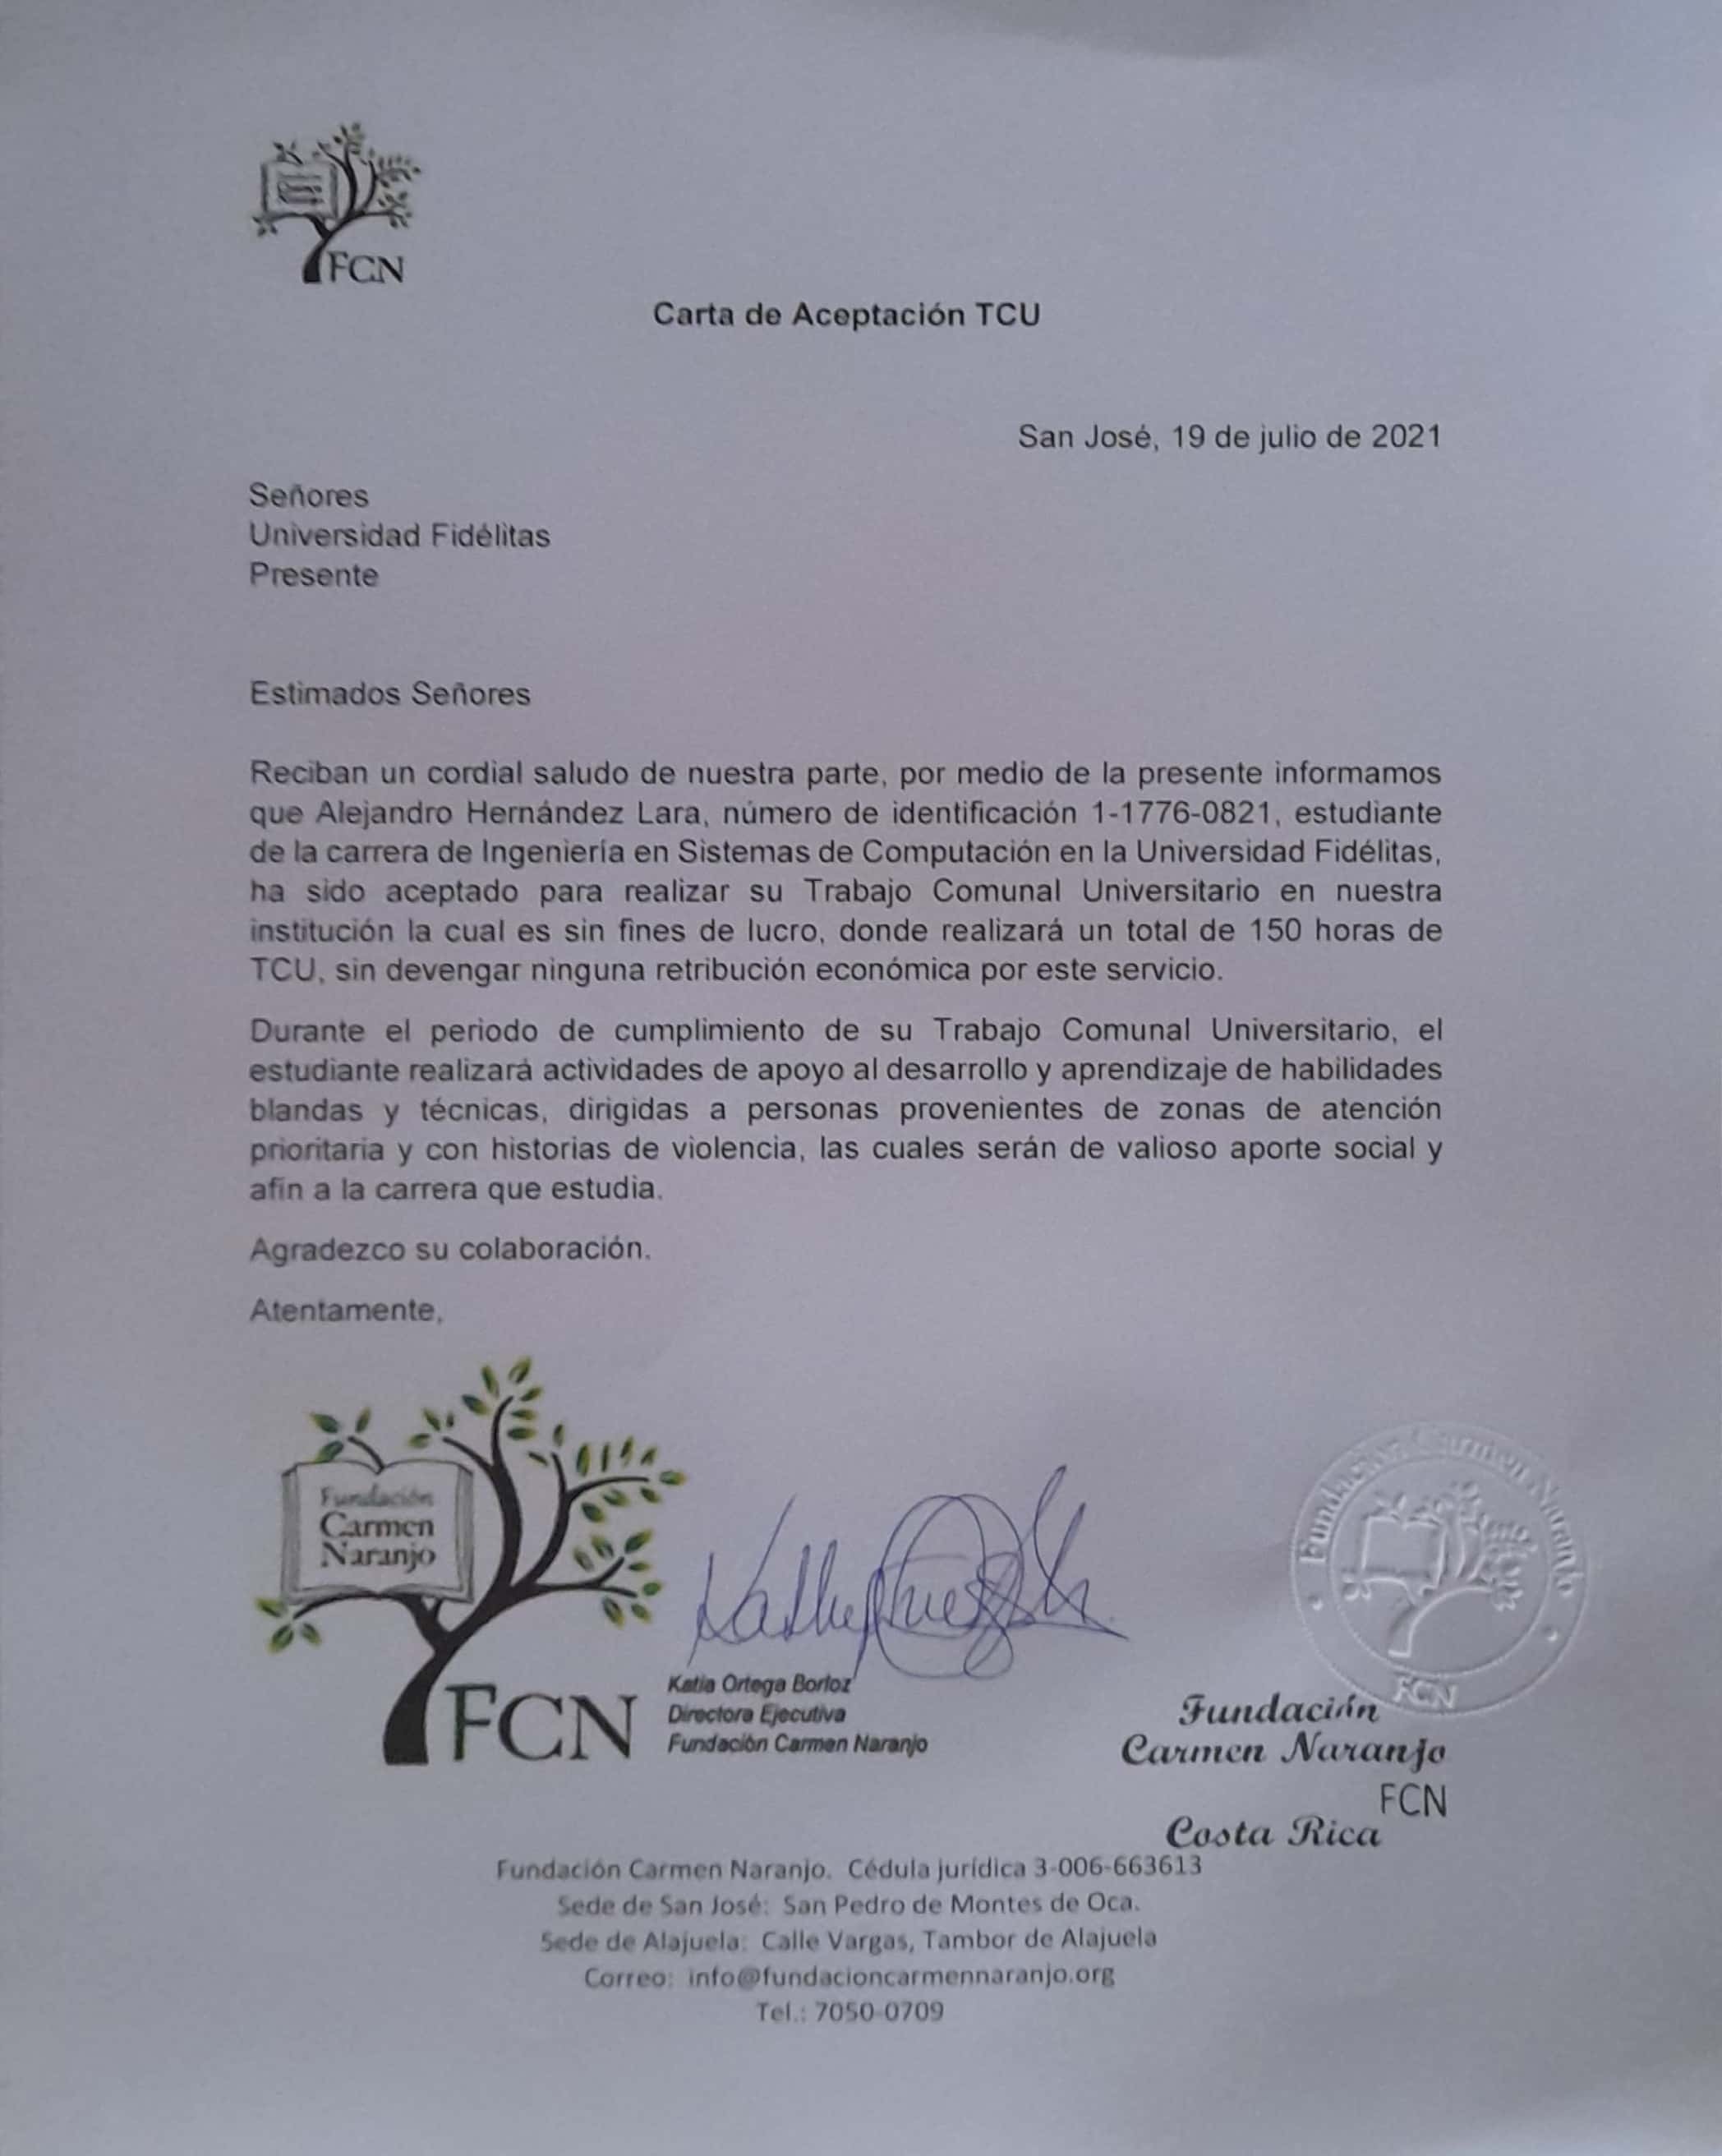 FCN
Carta de Aceptación TCU
San José, 19 de julio de 2021
Señores
Universidad Fidélitas
Presente
Estimados Señores
Reciban un cordial saludo de nuestra parte, por medio de la presente informamos
que Alejandro Hernández Lara, número de identificación 1-1776-0821, estudiante
de la carrera de Ingeniería en Sistemas de Computación en la Universidad Fidélitas,
ha sido aceptado para realizar su Trabajo Comunal Universitario en nuestra
institución la cual es sin fines de lucro, donde realizará un total de 150 horas de
TCU, sin devengar ninguna retribución económica por este servicio.
Durante el periodo de cumplimiento de su Trabajo Comunal Universitario, el
estudiante realizará actividades de apoyo al desarrollo y aprendizaje de habilidades
blandas y técnicas, dirigidas a personas provenientes de zonas de atención
prioritaria y con historias de violencia, las cuales serán de valioso aporte social y
afín a la carrera que estudia.
Agradezco su colaboración.
Atentamente,
Fundación
Carmen
Naranjo
FCN
Katia Ortega Borloz
Directora Ejecutiva
Fundación Carmen Naranjo
Fundación Carmen Naranjo
FCN
Fundación
Carmen Naranjo
FCN
Costa Rica
Fundación Carmen Naranjo. Cédula jurídica 3-006-663613
Sede de San José: San Pedro de Montes de Oca.
Sede de Alajuela: Calle Vargas, Tambor de Alajuela
Correo: info@fundacioncarmennaranjo.org
Tel.: 7050-0709